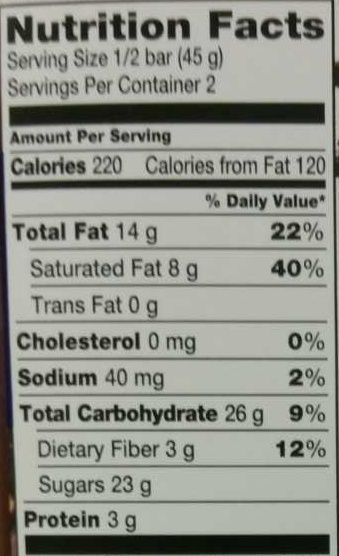 Nutrition Facts
Serving Size 1/2 bar (45 g)
Servings Per Container 2
Amount Per Serving
Calories 220 Calories from Fat 120
% Daily Value*
Total Fat 14 g 22%
Saturated Fat 8 g 40%
Trans Fat 0 g
Cholesterol 0 mg 0%
Sodium 40 mg 2%
Total Carbohydrate 26 g 9%
Dietary Fiber 3 g 12%
Sugars 23 g
Protein 3 g